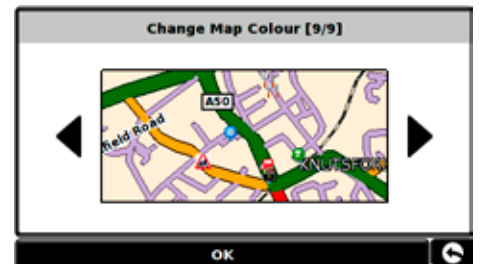 Change Map Colour [9/9]
A50
field Road
KNUTSFOR
OK